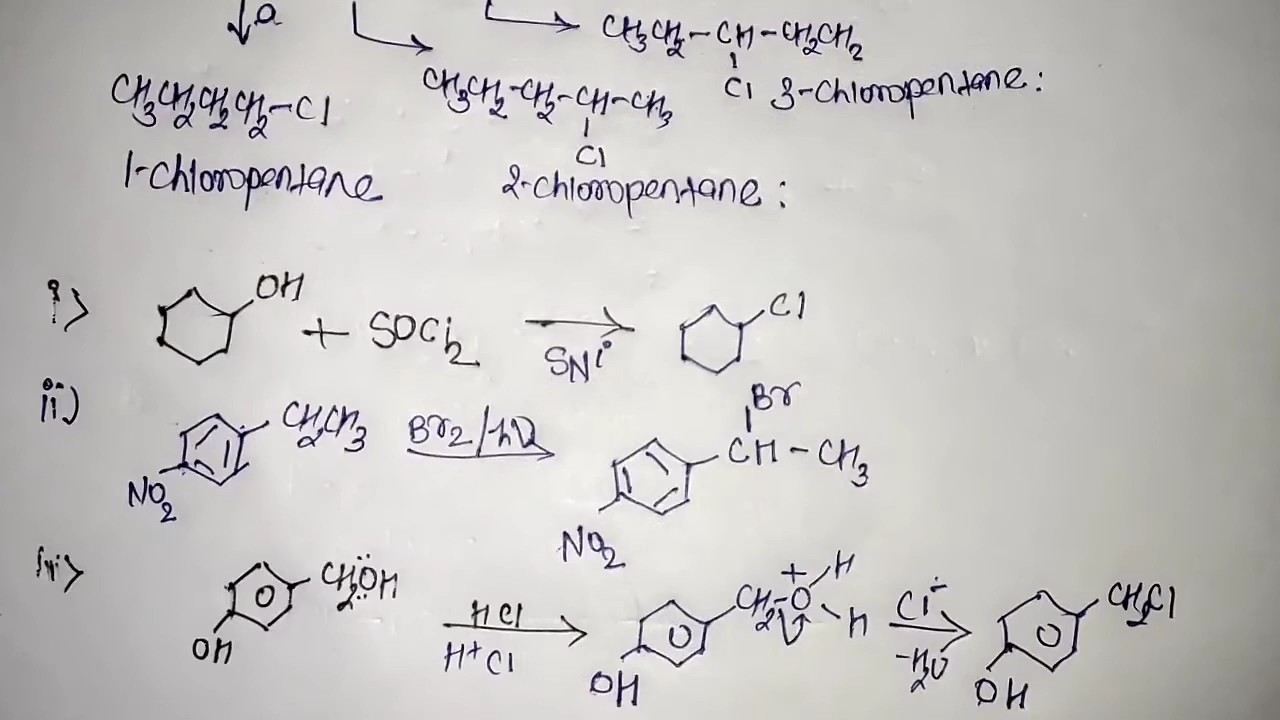 a
CH3CH2-CH-CH2CH2
Cl 3-chloropentane:
CH3CH2-CH2-CH-CH3
Cl
CH3CH2CH2CH2-Cl
1-chloropentane 2-chloropentane:
i> OH + SOCl2 SNi Cl
ii) CH2CH3 NO2 Br2/hν Br CH-CH3 NO2
iii> CH2ÖH OH HCl H+Cl CH2-O+ H H OH Cl- -H2O CH2Cl OH